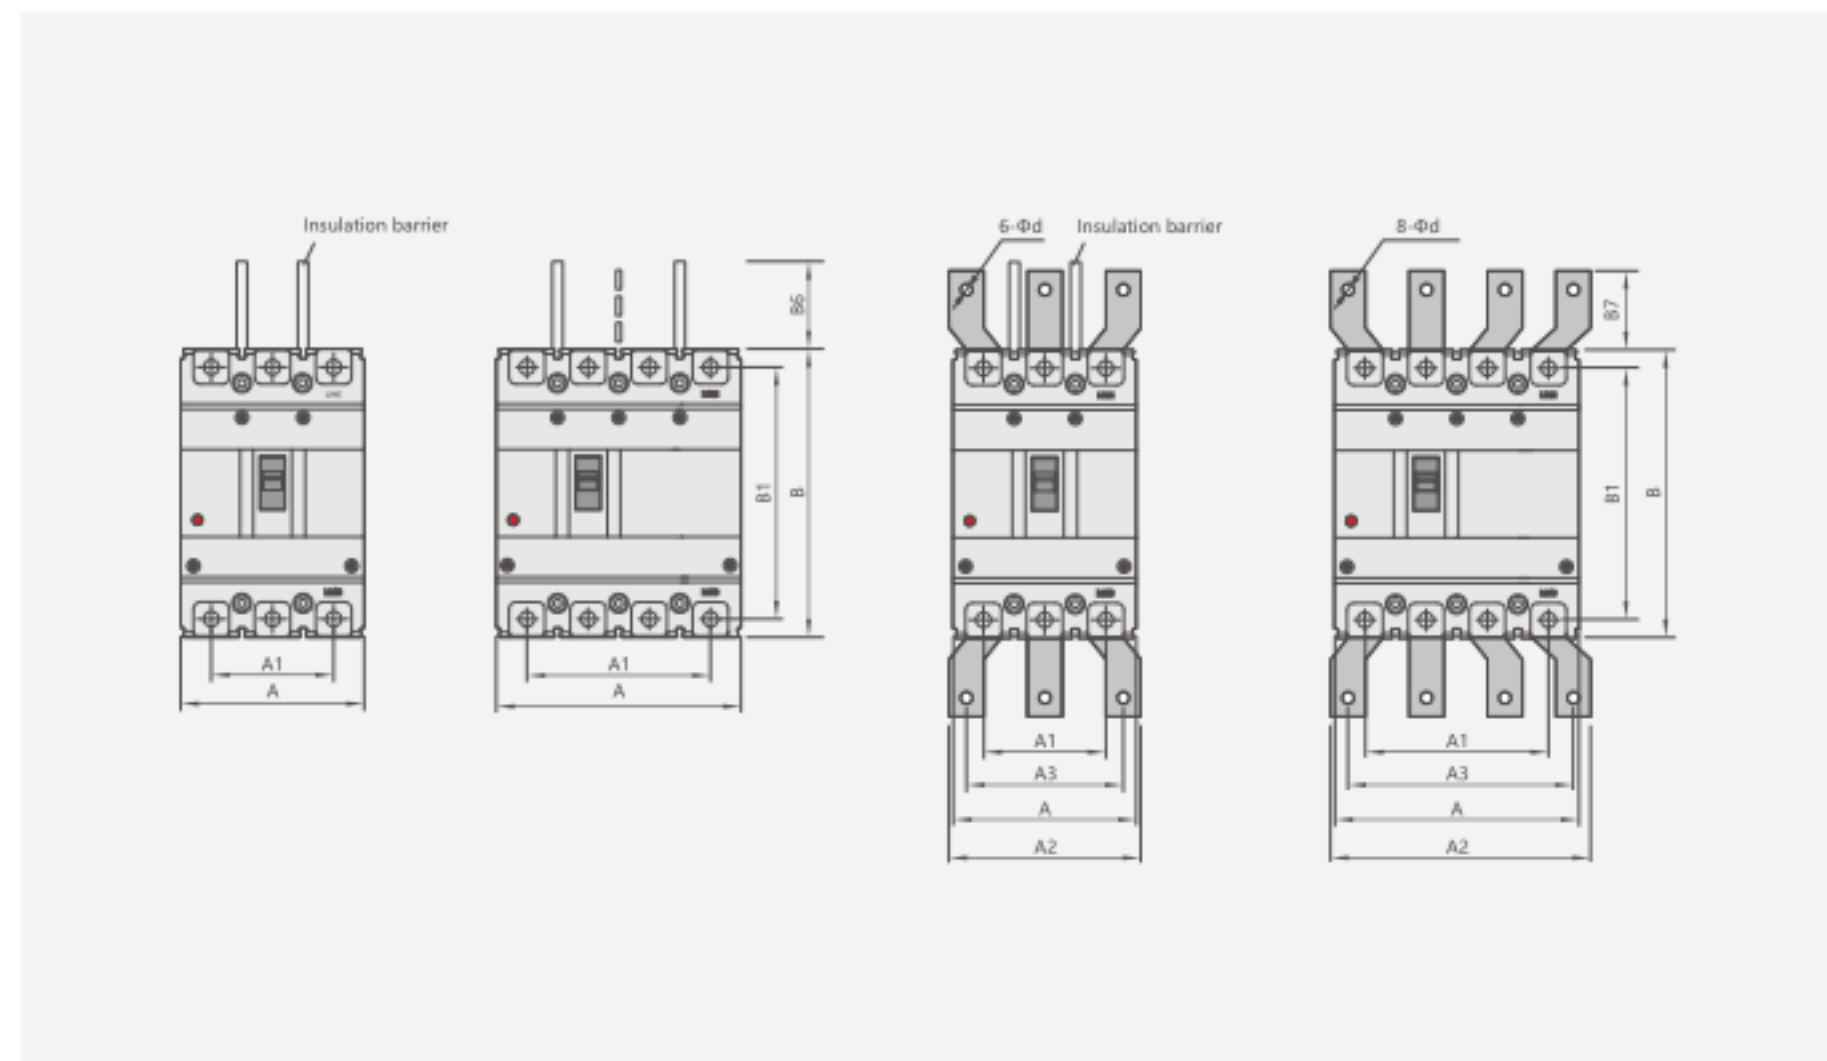 Insulation barrier
6-Φd
Insulation barrier
8-Φd
B6
B7
B1
B
B1
B
A1
A
A1
A
A1
A3
A
A2
A1
A3
A
A2